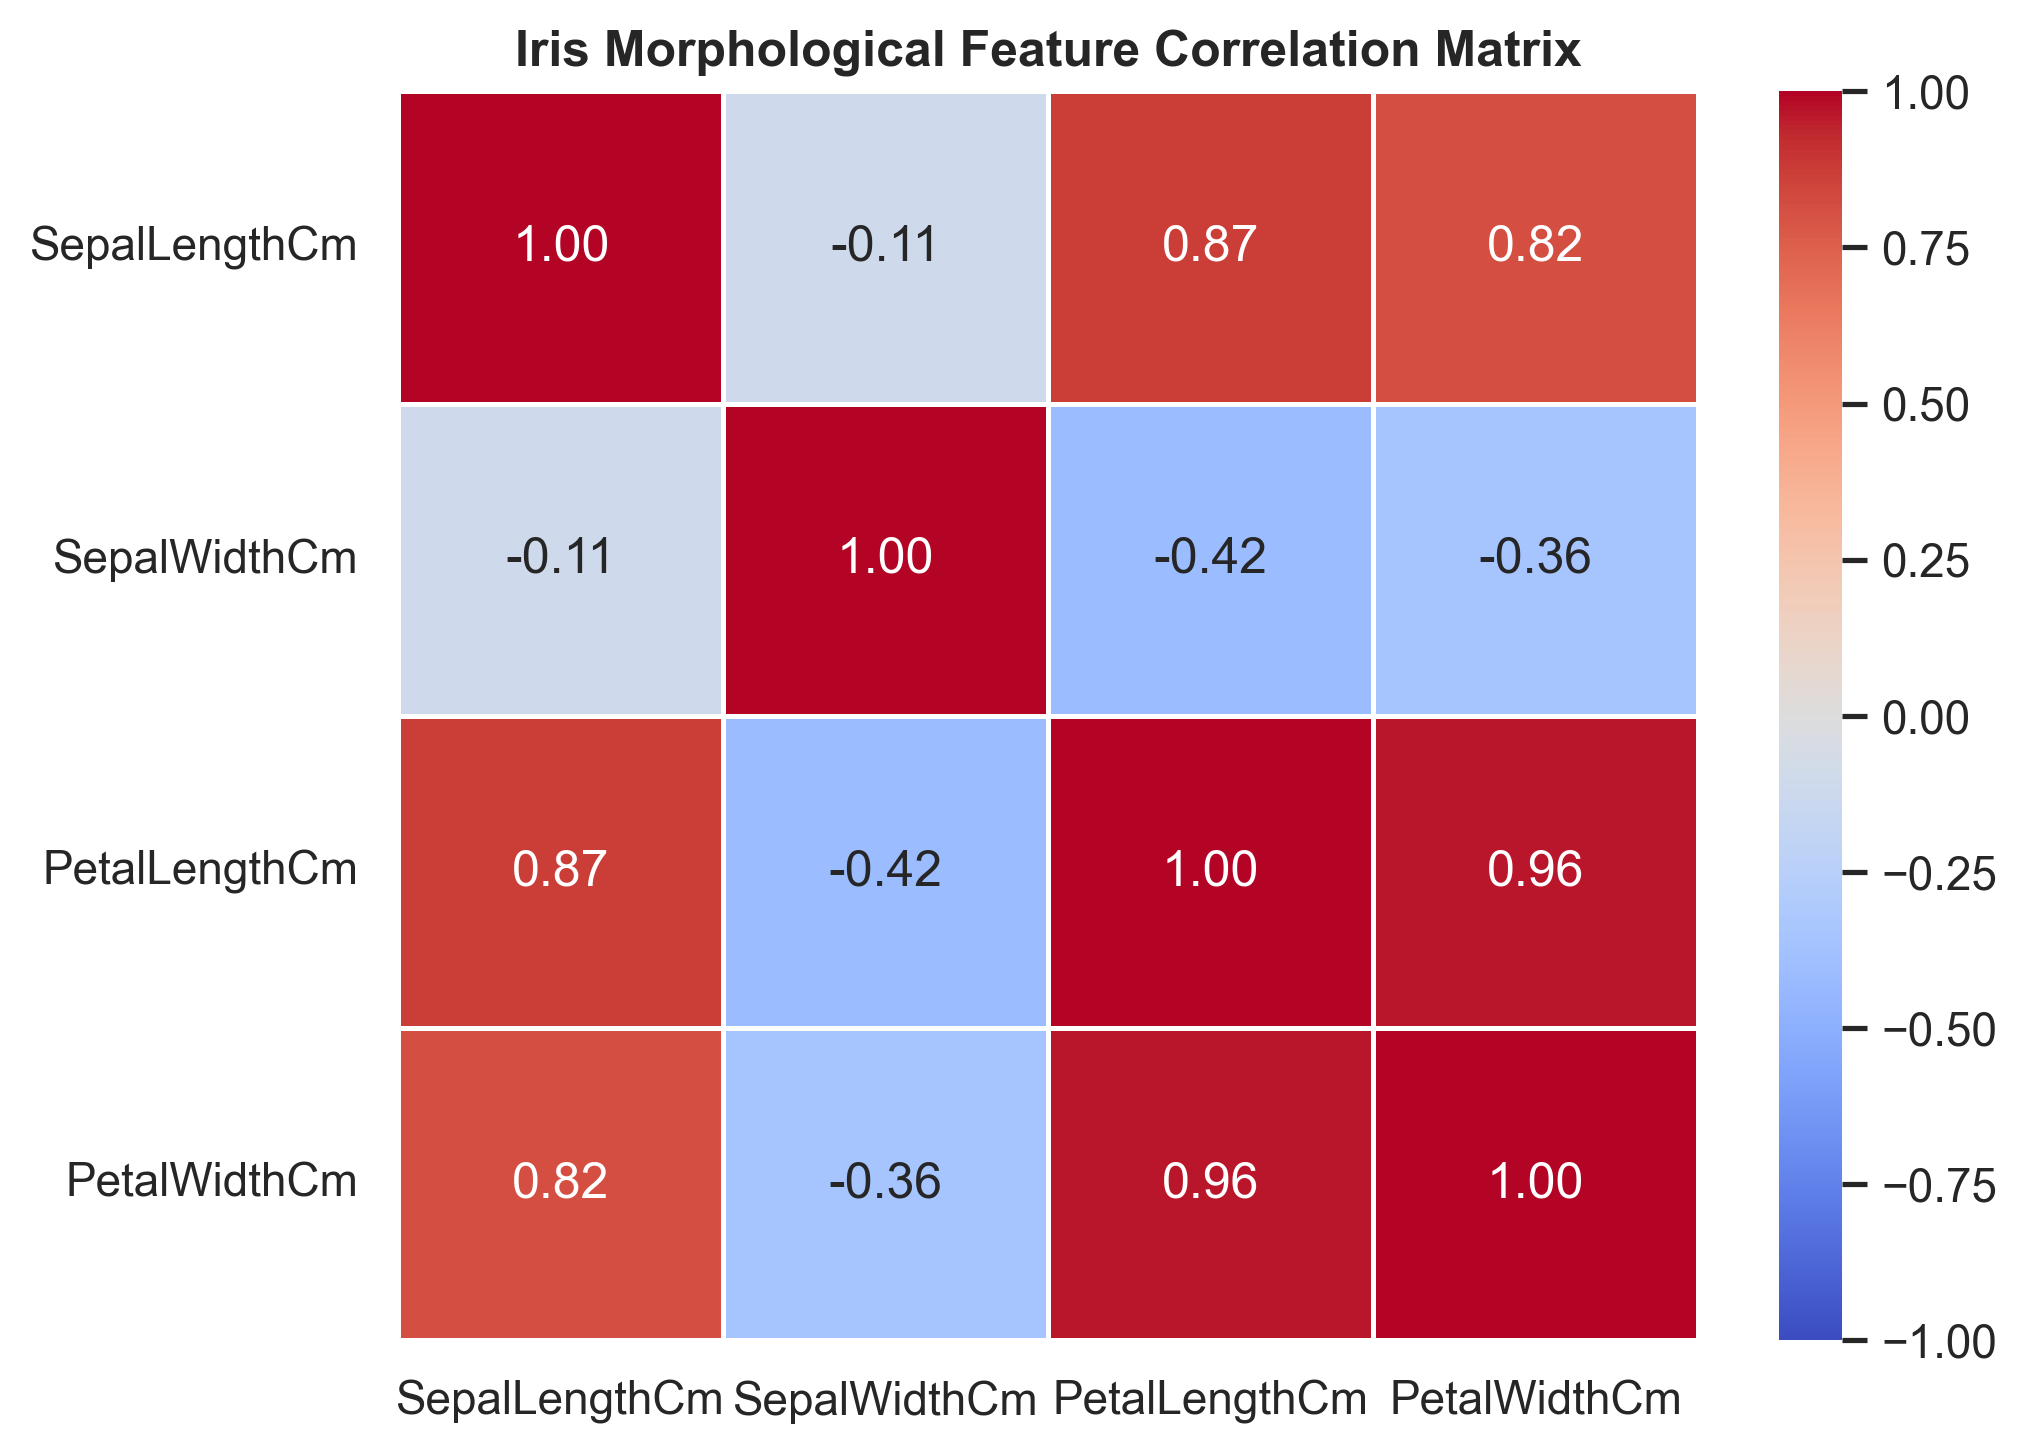 Iris Morphological Feature Correlation Matrix
SepalLengthCm 1.00 -0.11 0.87 0.82
SepalWidthCm -0.11 1.00 -0.42 -0.36
PetalLengthCm 0.87 -0.42 1.00 0.96
PetalWidthCm 0.82 -0.36 0.96 1.00
SepalLengthCm SepalWidthCm PetalLengthCm PetalWidthCm
1.00
0.75
0.50
0.25
0.00
−0.25
−0.50
−0.75
−1.00